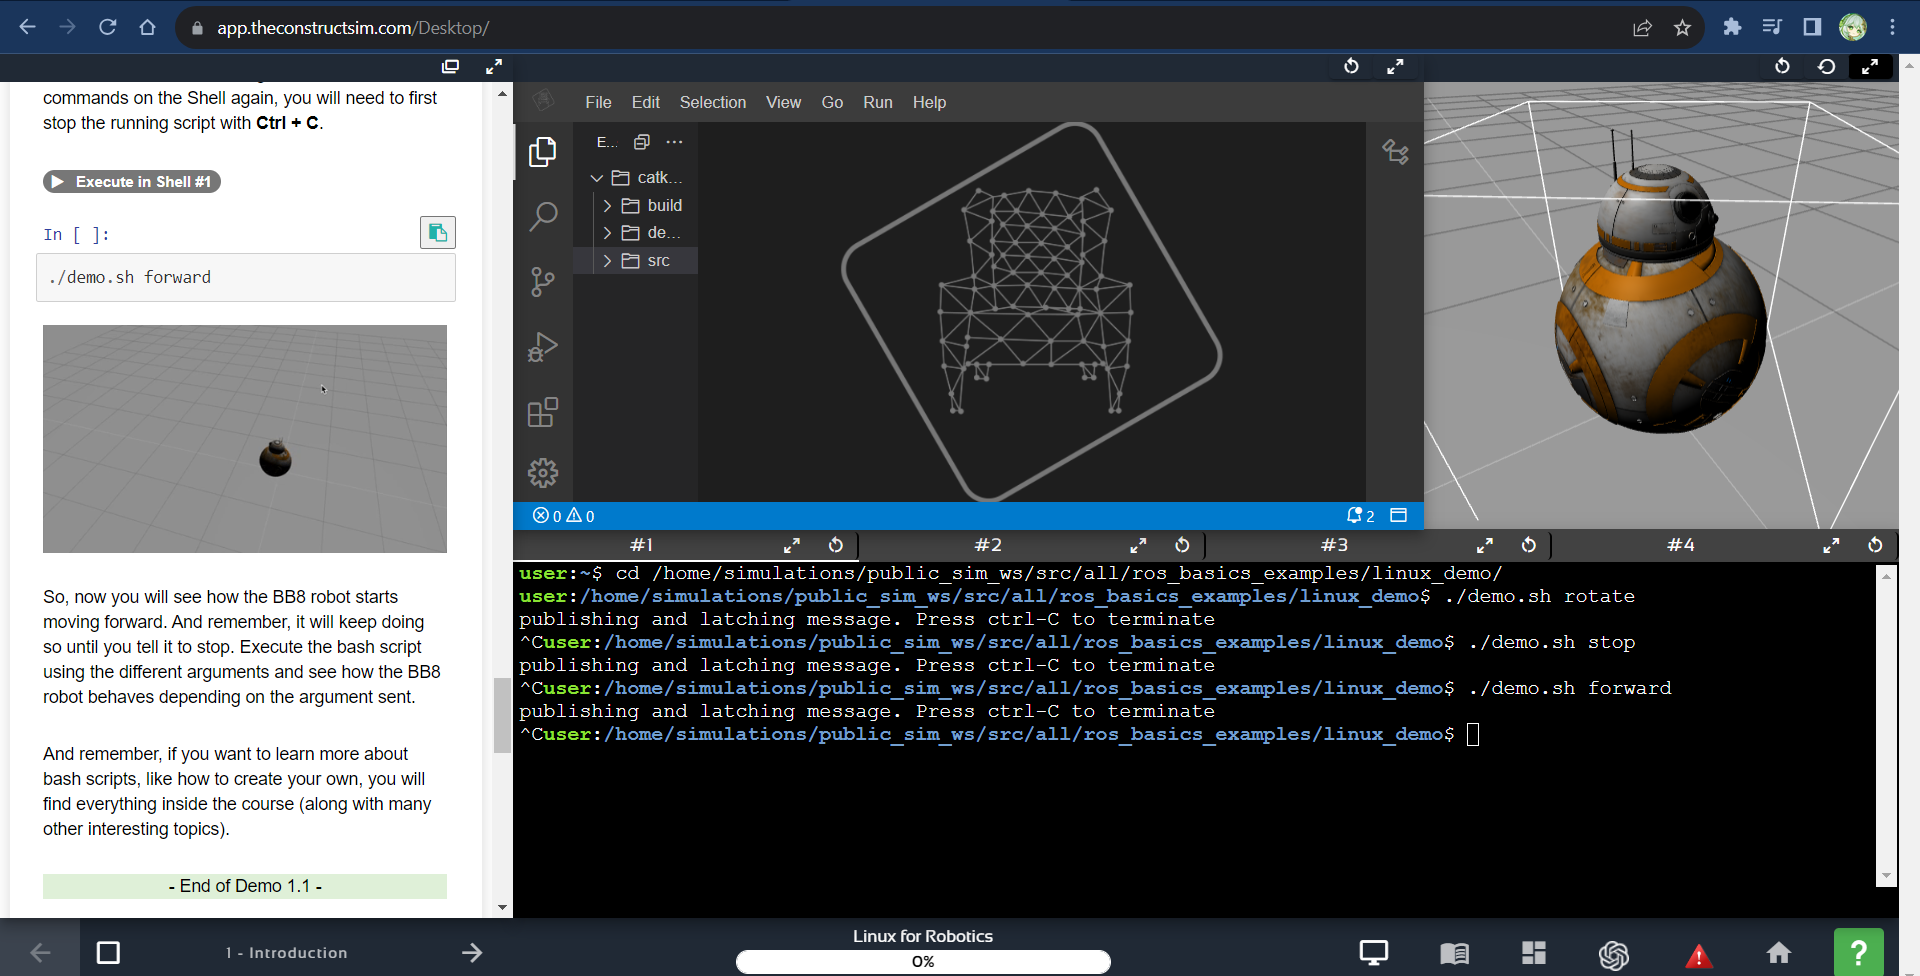 app.theconstructsim.com/Desktop/
commands on the Shell again, you will need to first
stop the running script with Ctrl + C.
Execute in Shell #1
In [ ]:
./demo.sh forward
So, now you will see how the BB8 robot starts
moving forward. And remember, it will keep doing
so until you tell it to stop. Execute the bash script
using the different arguments and see how the BB8
robot behaves depending on the argument sent.
And remember, if you want to learn more about
bash scripts, like how to create your own, you will
find everything inside the course (along with many
other interesting topics).
- End of Demo 1.1 -
File Edit Selection View Go Run Help
E...
catk...
build
de...
src
0 0
2
#1 #2 #3 #4
user:~$ cd /home/simulations/public_sim_ws/src/all/ros_basics_examples/linux_demo/
user:/home/simulations/public_sim_ws/src/all/ros_basics_examples/linux_demo$ ./demo.sh rotate
publishing and latching message. Press ctrl-C to terminate
^Cuser:/home/simulations/public_sim_ws/src/all/ros_basics_examples/linux_demo$ ./demo.sh stop
publishing and latching message. Press ctrl-C to terminate
^Cuser:/home/simulations/public_sim_ws/src/all/ros_basics_examples/linux_demo$ ./demo.sh forward
publishing and latching message. Press ctrl-C to terminate
^Cuser:/home/simulations/public_sim_ws/src/all/ros_basics_examples/linux_demo$
1 - Introduction
Linux for Robotics
0%
?